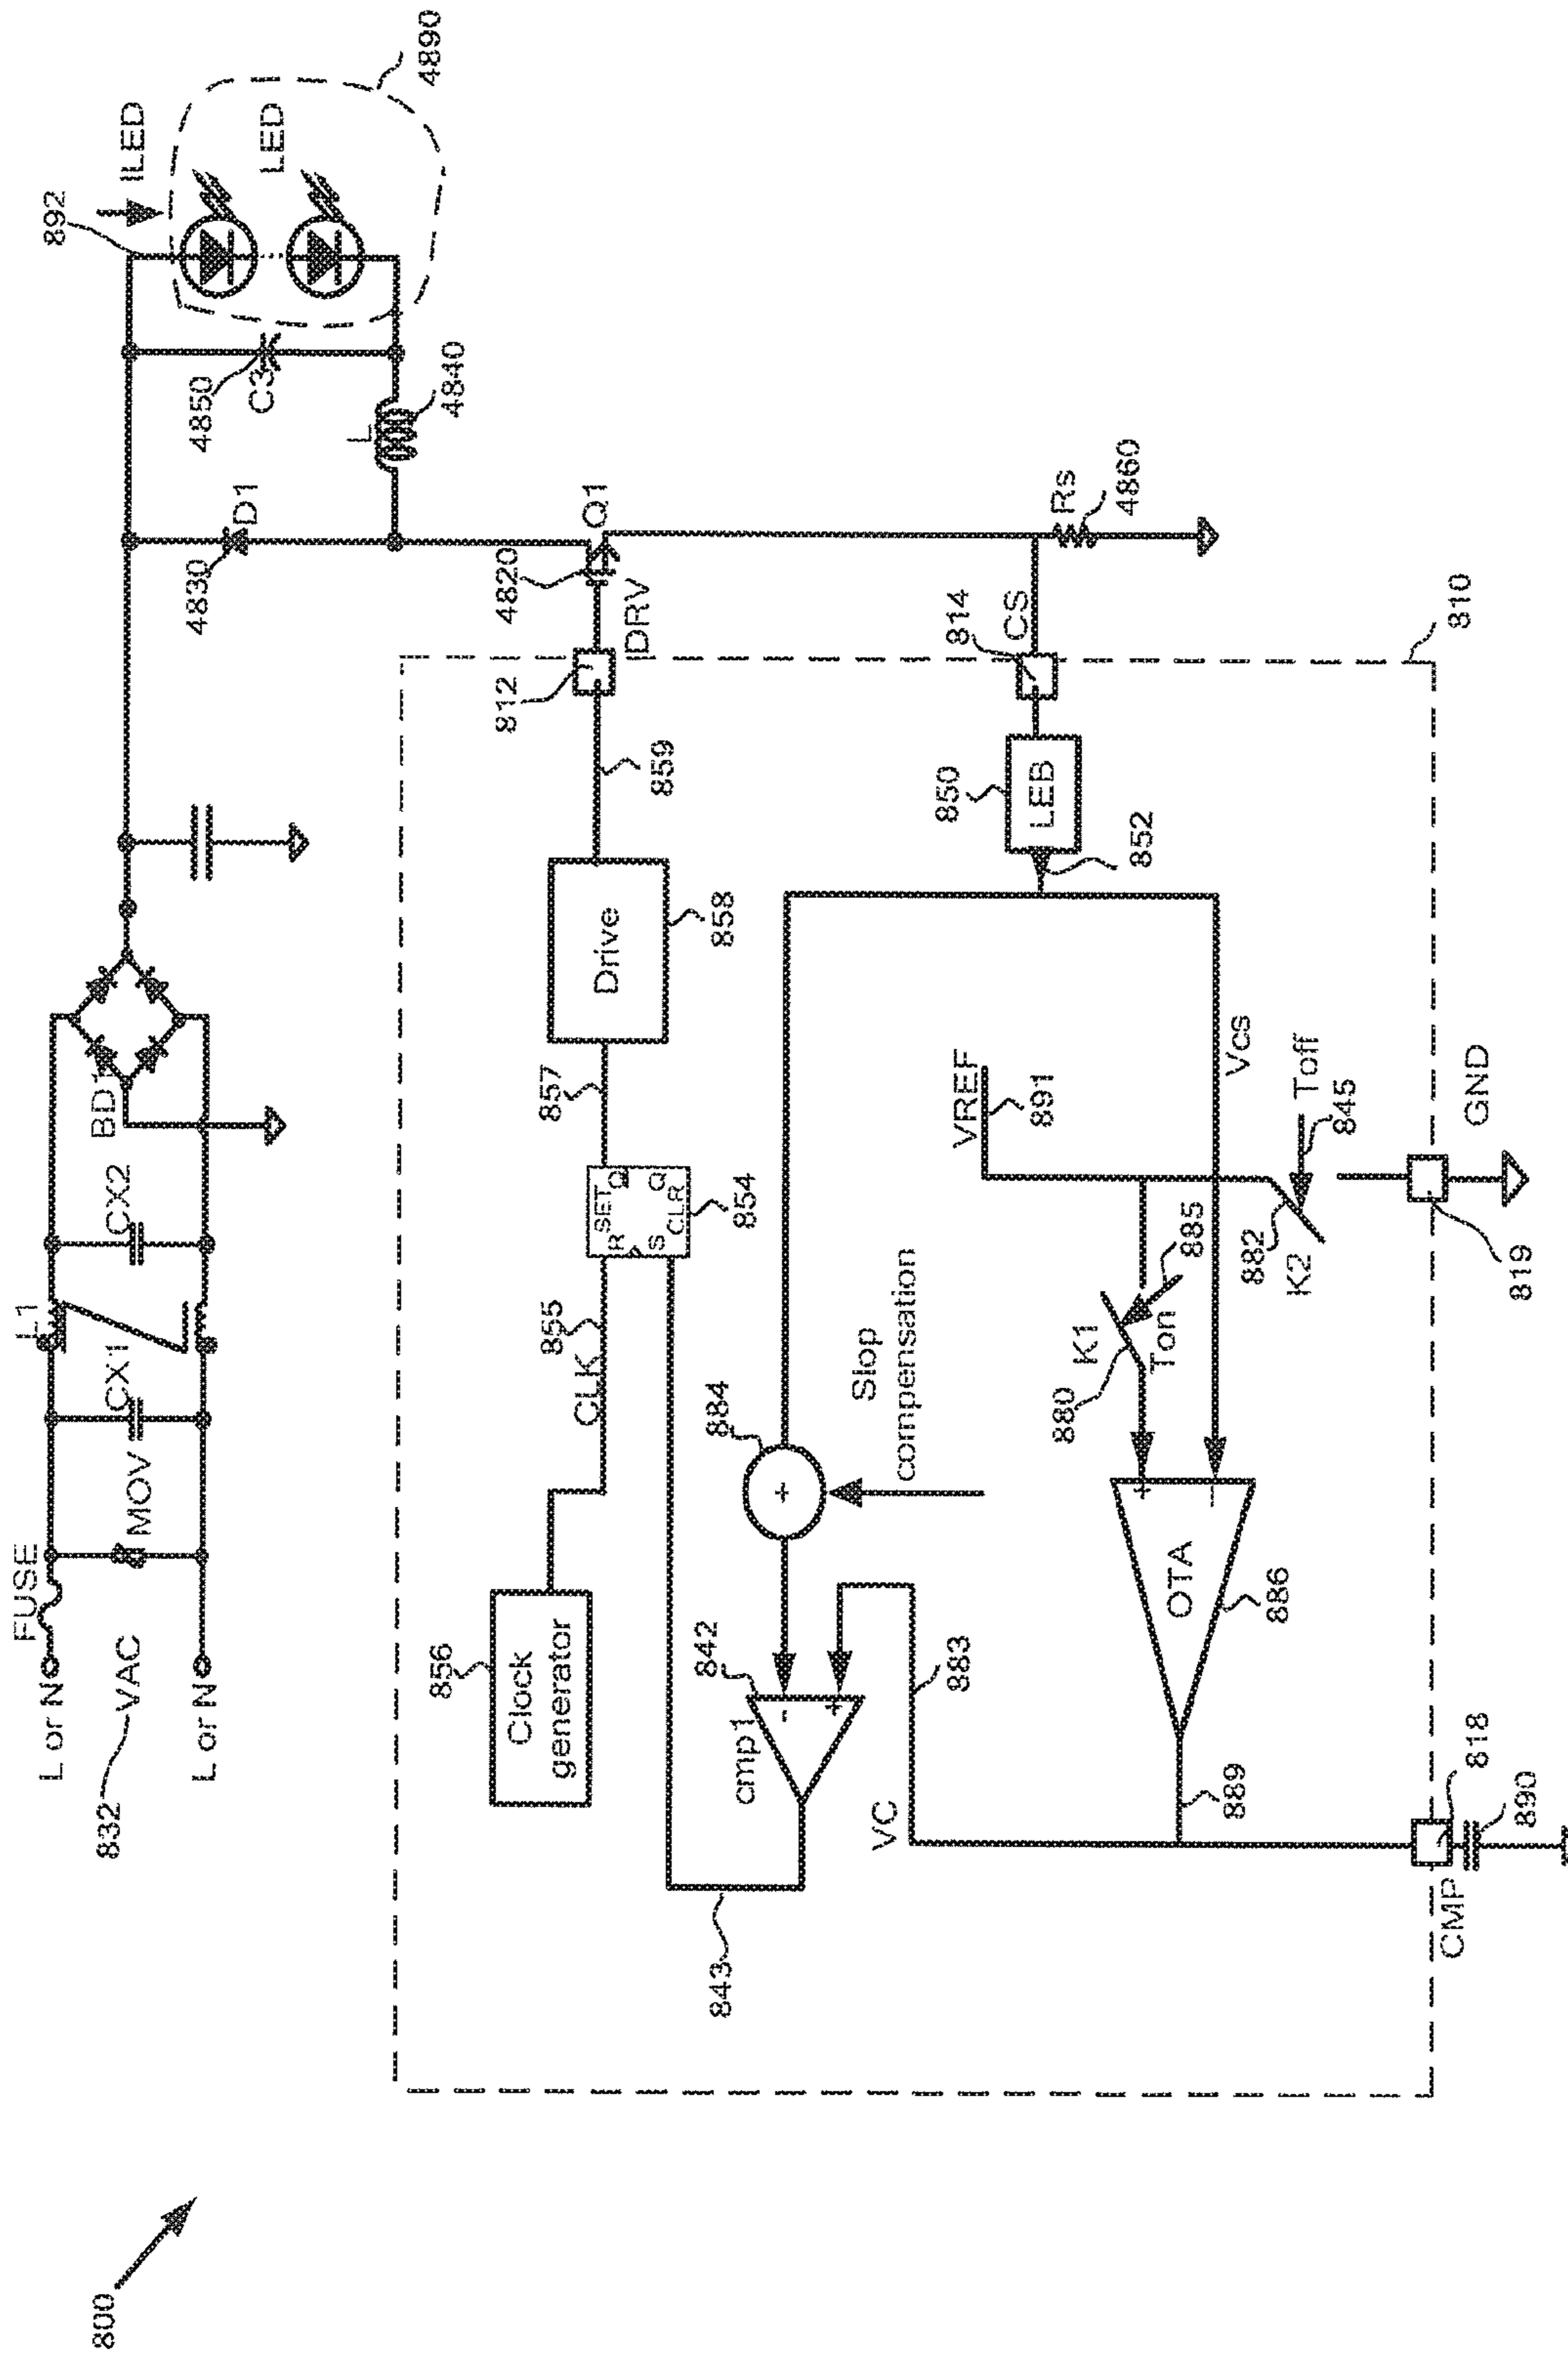 800
L or N
FUSE
832
VAC
L or N
MOV
CX1
L1
CX2
BD1
4830
D1
4850
C3
L
4840
892
ILED
LED
4890
856
Clock
generator
CLK
855
R
SET
Q
S
CLR
Q
854
857
Drive
858
859
812
4820
DRV
Q1
843
cmp1
842
-
+
884
+
Slop
compensation
VC
883
889
OTA
+
-
886
880
K1
Ton
885
VREF
891
882
K2
Toff
845
Vcs
852
LEB
850
814
CS
Rs
4860
810
CMP
818
890
819
GND